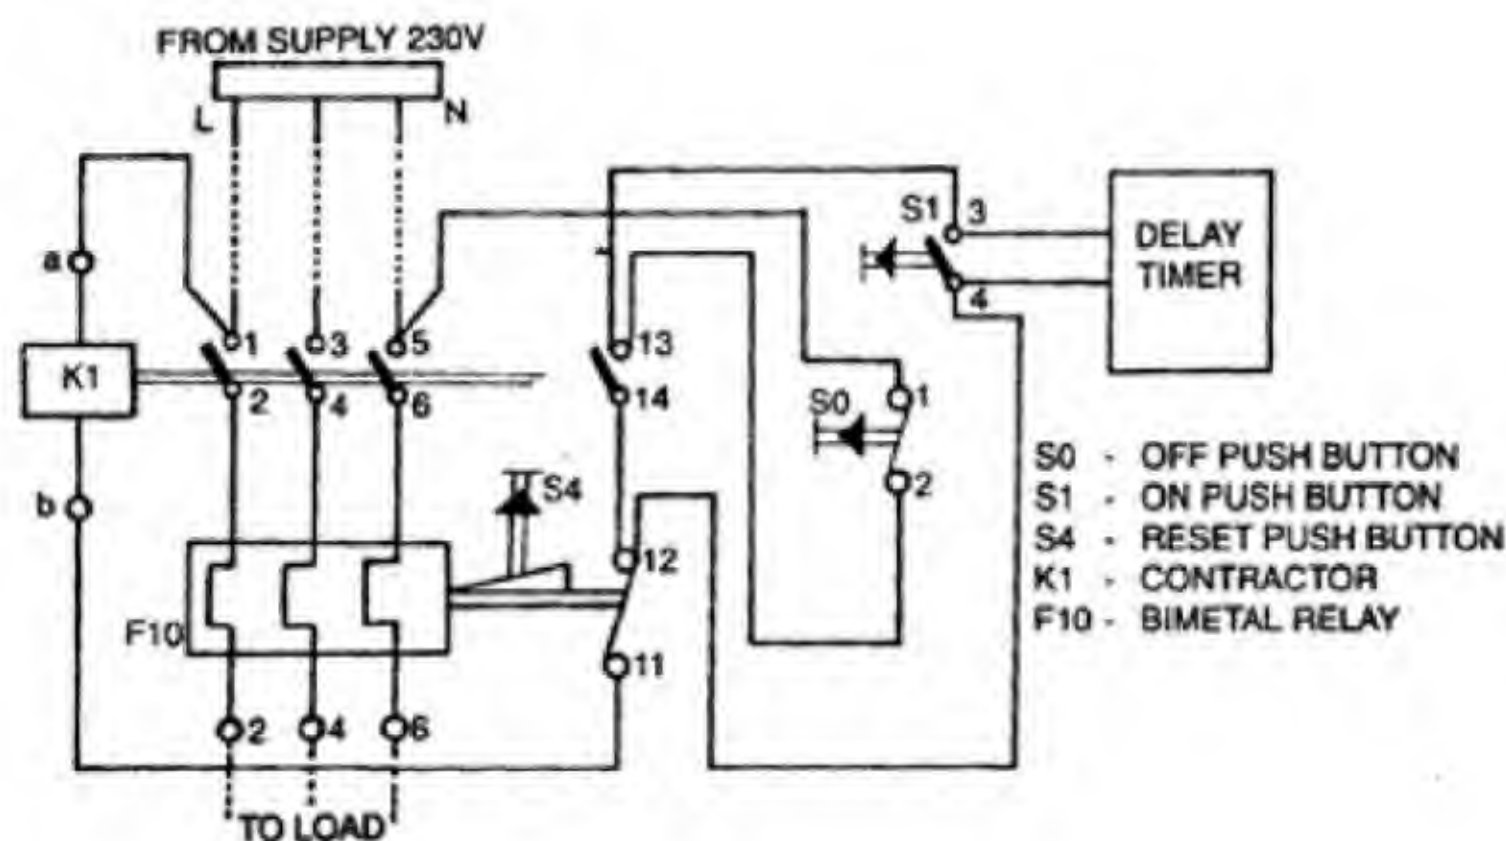 FROM SUPPLY 230V
L N
a
K1
b
1 3 5
2 4 6
13
14
S1 3
4
DELAY
TIMER
S0 1
2
S4
12
11
F10
2 4 6
TO LOAD
S0 - OFF PUSH BUTTON
S1 - ON PUSH BUTTON
S4 - RESET PUSH BUTTON
K1 - CONTRACTOR
F10 - BIMETAL RELAY